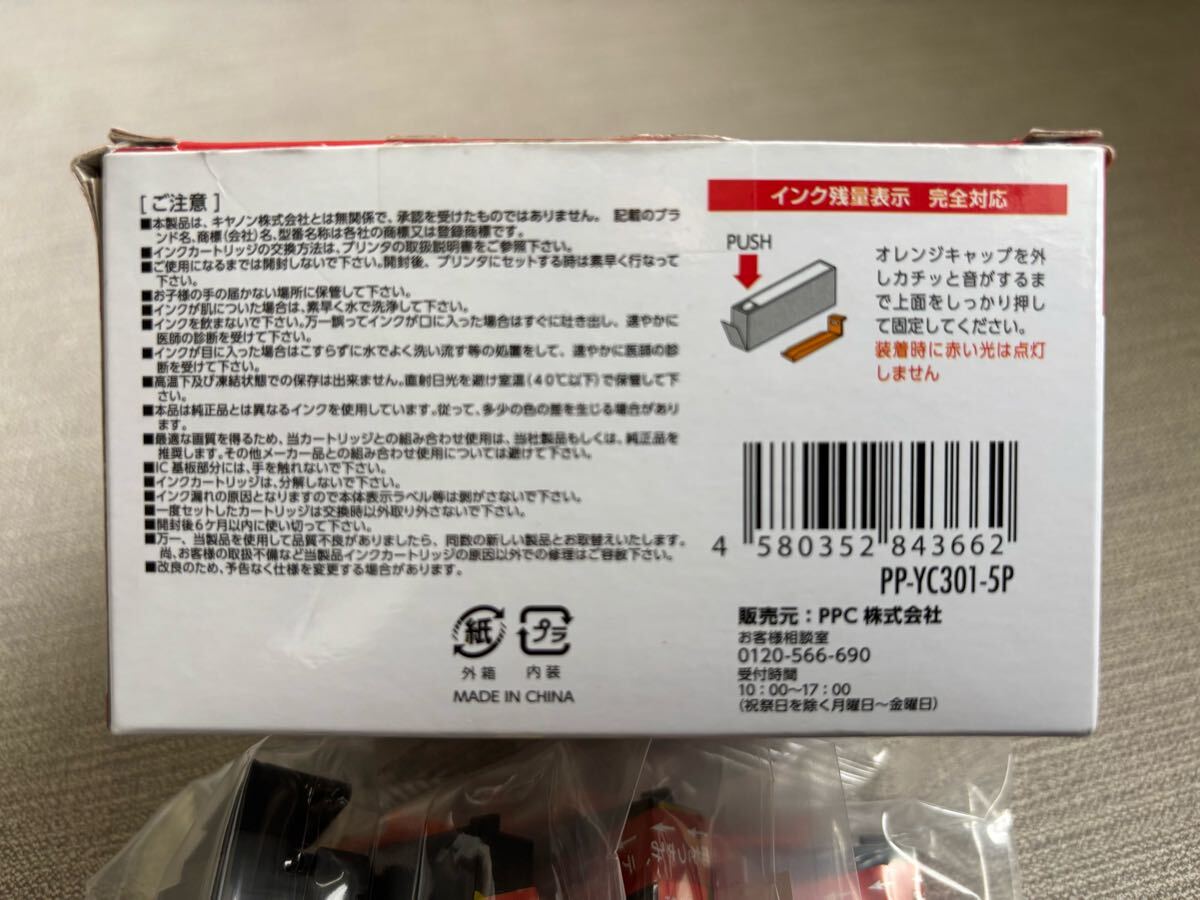 [ご注意]
■本製品は、キヤノン株式会社とは無関係で、承認を受けたものではありません。 記載のブラ
ンド名、商標(会社)名、型番名称は各社の商標又は登録商標です。
■インクカートリッジの交換方法は、プリンタの取扱説明書をご参照下さい。
■ご使用になるまでは開封しないで下さい。開封後、プリンタにセットする時は素早く行なって
下さい。
■お子様の手の届かない場所に保管して下さい。
■インクが肌についた場合は、素早く水で洗浄して下さい。
■インクを飲まないで下さい。万一誤ってインクが口に入った場合はすぐに吐き出し、速やかに
医師の診断を受けて下さい。
■インクが目に入った場合はこすらずに水でよく洗い流す等の処置をして、速やかに医師の診
断を受けて下さい。
■高温下及び凍結状態での保存は出来ません。直射日光を避け室温(40℃以下)で保管して下
さい。
■本品は純正品とは異なるインクを使用しています。従って、多少の色の差を生じる場合があり
ます。
■最適な画質を得るため、当カートリッジとの組み合わせ使用は、当社製品もしくは、純正品を
推奨します。その他メーカー品との組み合わせ使用については避けて下さい。
■IC基板部分には、手を触れないで下さい。
■インクカートリッジは、分解しないで下さい。
■インク漏れの原因となりますので本体表示ラベル等は剥がさないで下さい。
■一度セットしたカートリッジは交換時以外取り外さないで下さい。
■開封後6ケ月以内に使い切って下さい。
■万一、当製品を使用して品質不良がありましたら、同数の新しい製品とお取替えいたします。
尚、お客様の取扱不備など当製品インクカートリッジの原因以外での修理はご容赦下さい。
■改良のため、予告なく仕様を変更する場合があります。
紙
外箱
プラ
内装
MADE IN CHINA
インク残量表示 完全対応
PUSH
オレンジキャップを外
しカチッと音がするま
で上面をしっかり押し
て固定してください。
装着時に赤い光は点灯
しません
4 580352 843662
PP-YC301-5P
販売元:PPC 株式会社
お客様相談室
0120-566-690
受付時間
10:00〜17:00
(祝祭日を除く月曜日〜金曜日)